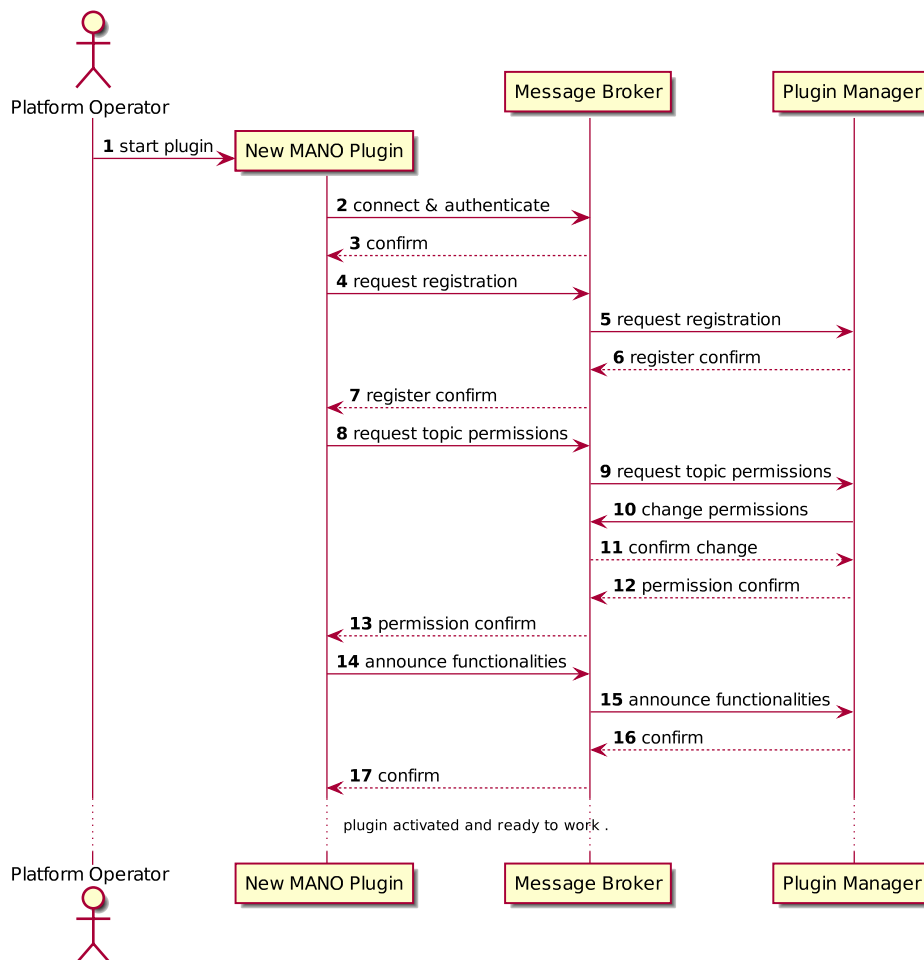 Platform Operator
Message Broker
Plugin Manager
1 start plugin
New MANO Plugin
2 connect & authenticate
3 confirm
4 request registration
5 request registration
6 register confirm
7 register confirm
8 request topic permissions
9 request topic permissions
10 change permissions
11 confirm change
12 permission confirm
13 permission confirm
14 announce functionalities
15 announce functionalities
16 confirm
17 confirm
plugin activated and ready to work .
Platform Operator
New MANO Plugin
Message Broker
Plugin Manager